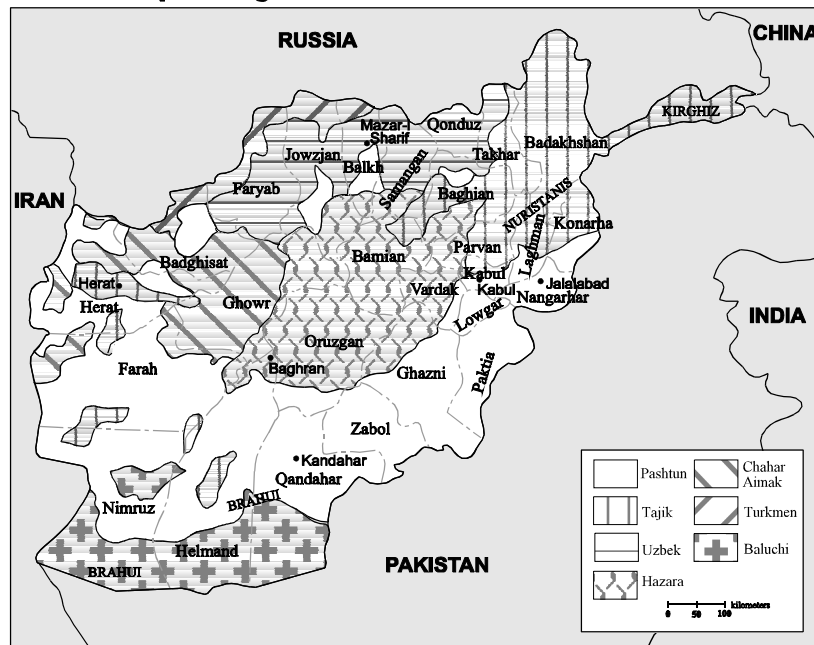 RUSSIA
CHINA
IRAN
INDIA
PAKISTAN
KIRGHIZ
Mazar-I
Sharif
Qonduz
Jowzjan
Balkh
Takhar
Badakhshan
Faryab
Samangan
Baghian
NURISTANIS
Konarha
Laghman
Badghisat
Bamian
Parvan
Kabul
Kabul
Jalalabad
Nangarhar
Herat
Herat
Ghowr
Vardak
Lowgar
Oruzgan
Baghran
Ghazni
Paktia
Farah
Zabol
Kandahar
Qandahar
Nimruz
BRAHUI
Helmand
BRAHUI
Pashtun
Chahar
Aimak
Tajik
Turkmen
Uzbek
Baluchi
Hazara
0 50 100 kilometers